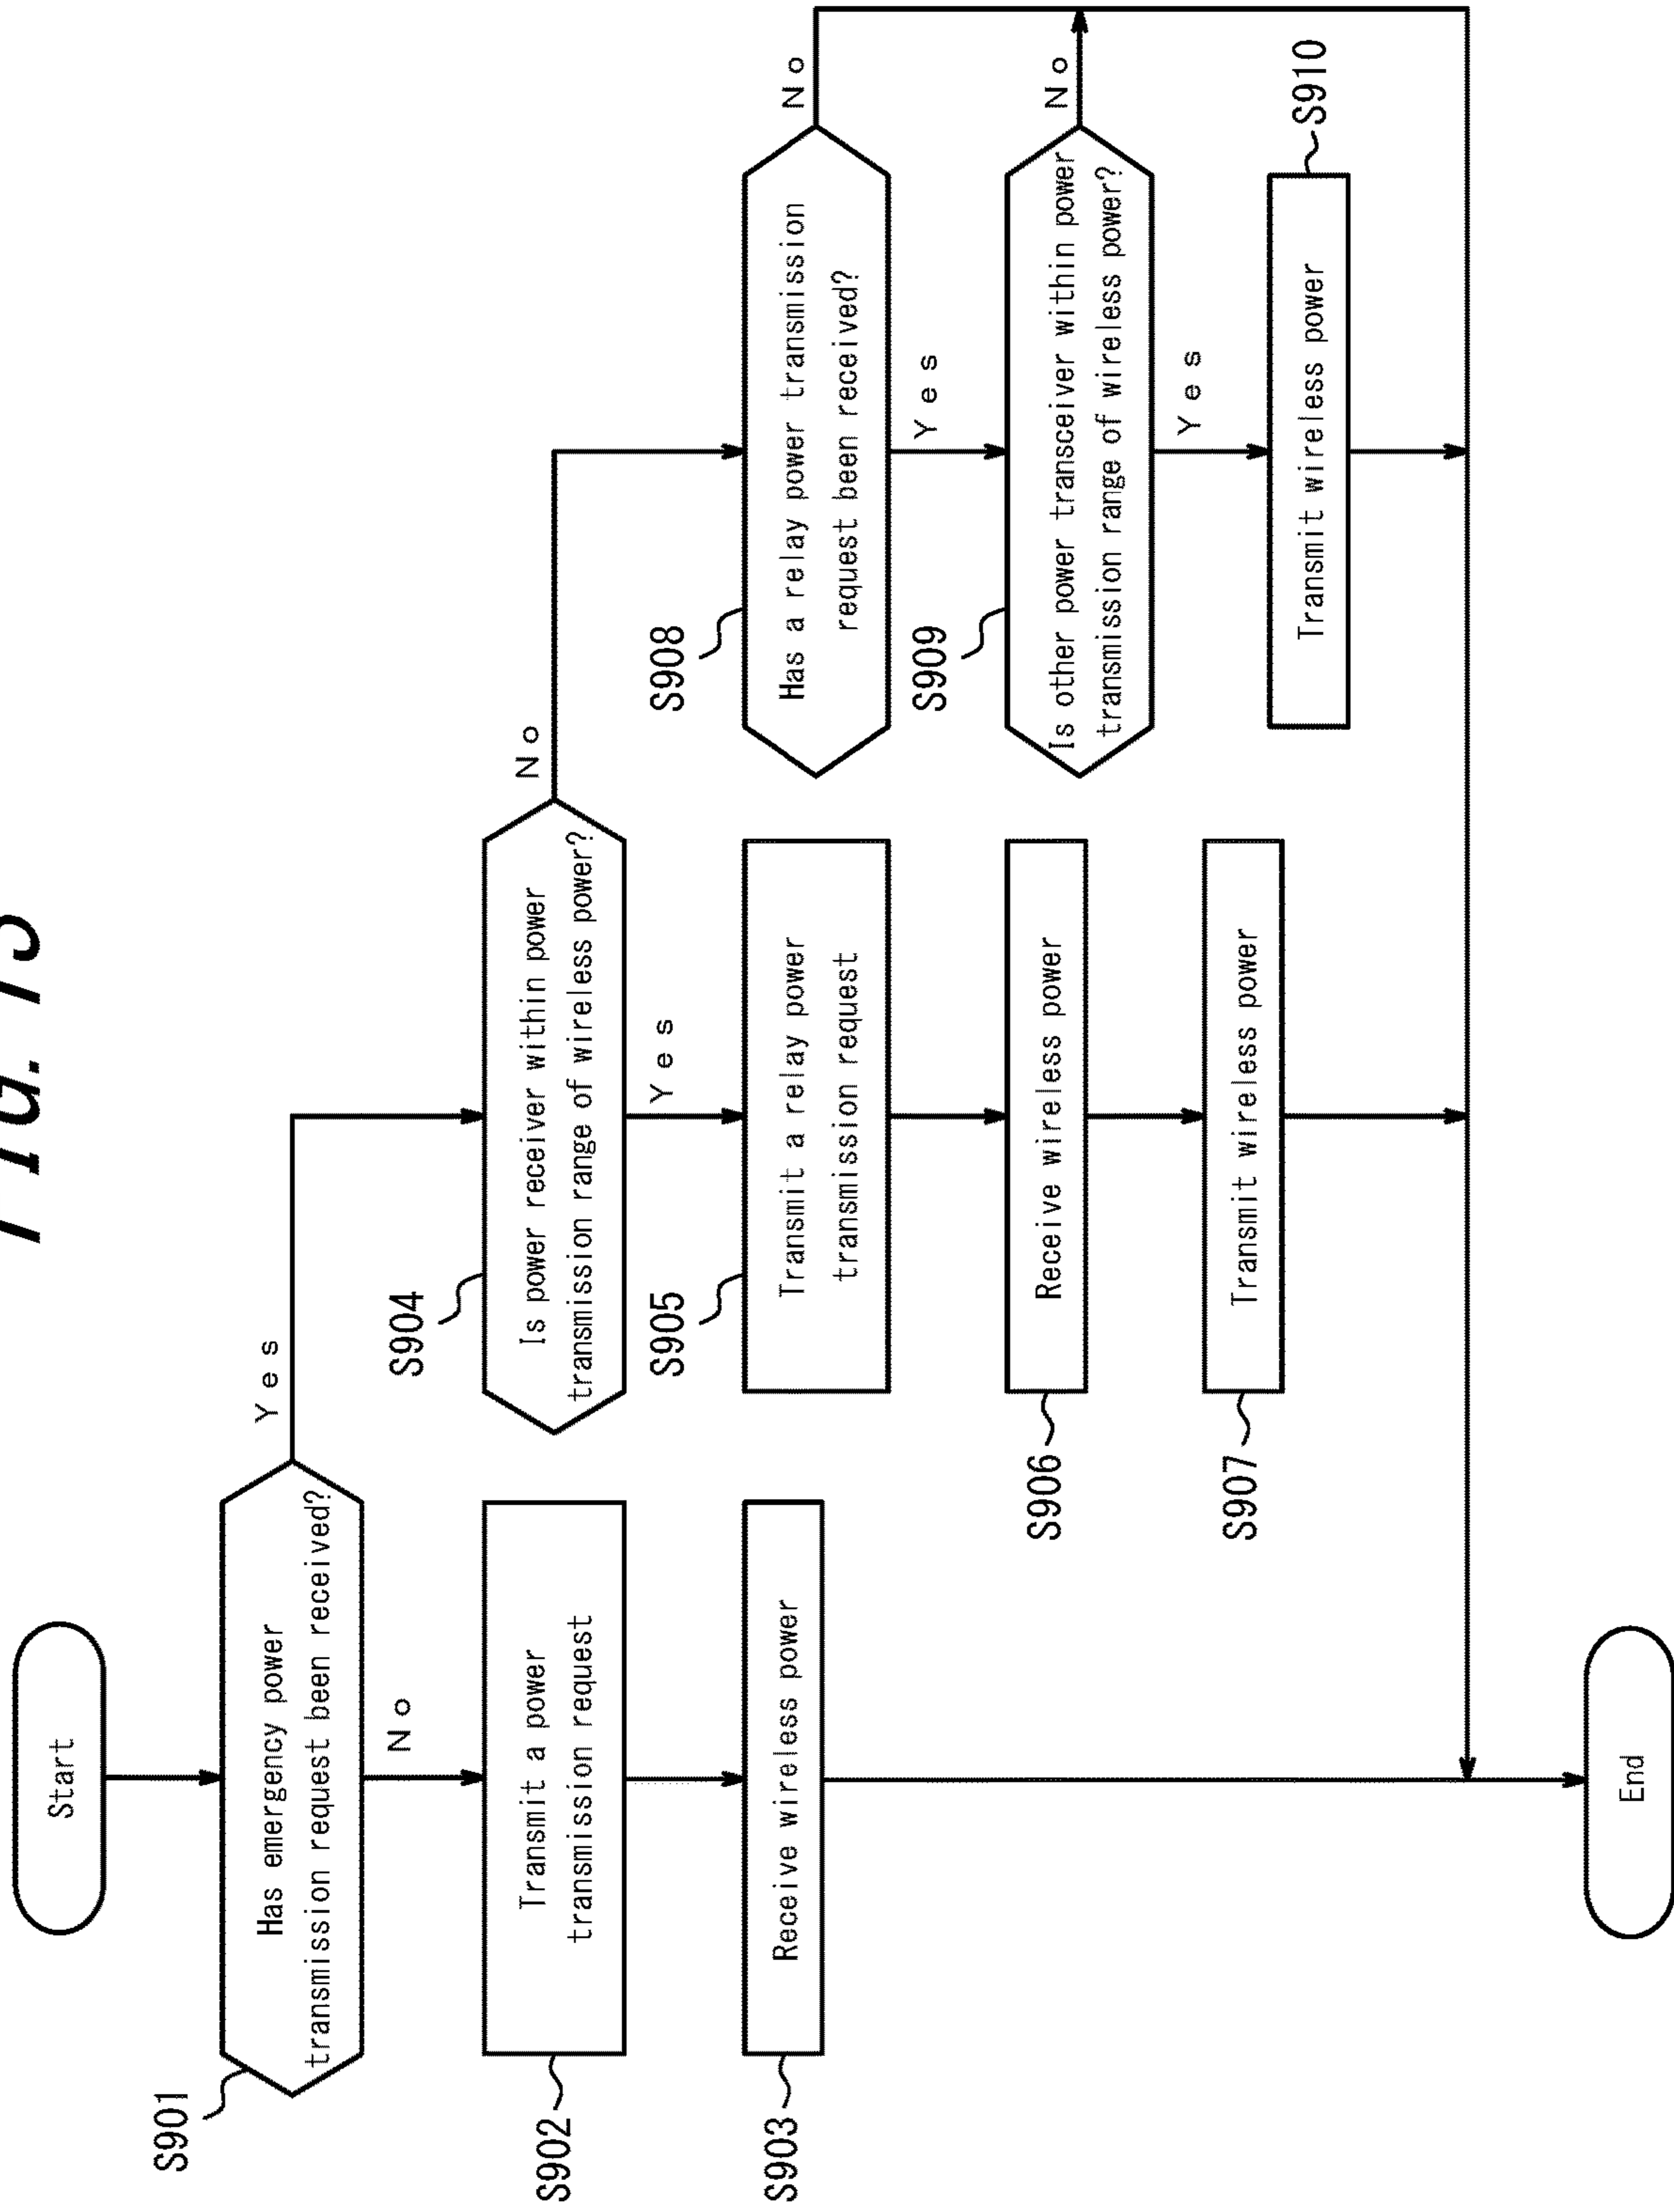 FIG. 13
Start
S901
Has emergency power
transmission request been received?
Yes
No
S902
Transmit a power
transmission request
S903
Receive wireless power
S904
Is power receiver within power
transmission range of wireless power?
No
Yes
S905
Transmit a relay power
transmission request
S906
Receive wireless power
S907
Transmit wireless power
S908
Has a relay power transmission
request been received?
No
Yes
S909
Is other power transceiver within power
transmission range of wireless power?
No
Yes
S910
Transmit wireless power
End